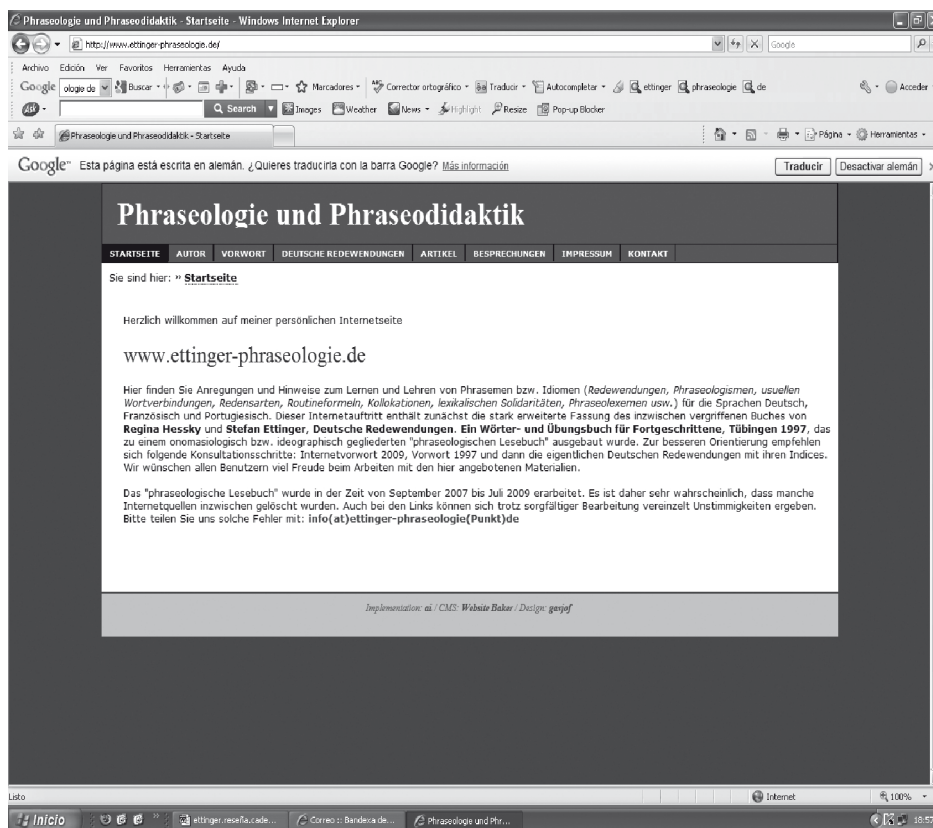 Phraseologie und Phraseodidaktik - Startseite - Windows Internet Explorer
http://www.ettinger-phraseologie.de/ Google
Archivo Edición Ver Favoritos Herramientas Ayuda
Google ologie de Buscar Marcadores Corrector ortográfico Traducir Autocompletar ettinger phraseologie de Acceder
Ask Search Images Weather News Highlight Resize Pop-up Blocker
Phraseologie und Phraseodidaktik - Startseite Página Herramientas
Google™ Esta página está escrita en alemán. ¿Quieres traducirla con la barra Google? Más información Traducir Desactivar alemán
Phraseologie und Phraseodidaktik
STARTSEITE AUTOR VORWORT DEUTSCHE REDEWENDUNGEN ARTIKEL BESPRECHUNGEN IMPRESSUM KONTAKT
Sie sind hier: » Startseite
Herzlich willkommen auf meiner persönlichen Internetseite
www.ettinger-phraseologie.de
Hier finden Sie Anregungen und Hinweise zum Lernen und Lehren von Phrasemen bzw. Idiomen (Redewendungen, Phraseologismen, usuellen
Wortverbindungen, Redensarten, Routineformeln, Kollokationen, lexikalischen Solidaritäten, Phraseolexemen usw.) für die Sprachen Deutsch,
Französisch und Portugiesisch. Dieser Internetauftritt enthält zunächst die stark erweiterte Fassung des inzwischen vergriffenen Buches von
Regina Hessky und Stefan Ettinger, Deutsche Redewendungen. Ein Wörter- und Übungsbuch für Fortgeschrittene, Tübingen 1997, das
zu einem onomasiologisch bzw. ideographisch gegliederten "phraseologischen Lesebuch" ausgebaut wurde. Zur besseren Orientierung empfehlen
sich folgende Konsultationsschritte: Internetvorwort 2009, Vorwort 1997 und dann die eigentlichen Deutschen Redewendungen mit ihren Indices.
Wir wünschen allen Benutzern viel Freude beim Arbeiten mit den hier angebotenen Materialien.
Das "phraseologische Lesebuch" wurde in der Zeit von September 2007 bis Juli 2009 erarbeitet. Es ist daher sehr wahrscheinlich, dass manche
Internetquellen inzwischen gelöscht wurden. Auch bei den Links können sich trotz sorgfältiger Bearbeitung vereinzelt Unstimmigkeiten ergeben.
Bitte teilen Sie uns solche Fehler mit: info(at)ettinger-phraseologie(Punkt)de
Implementation: ai / CMS: Website Baker / Design: gasjof
Listo Internet 100%
Inicio ettinger.reseña.cade... Correo :: Bandexa de... Phraseologie und Phr... 18:57